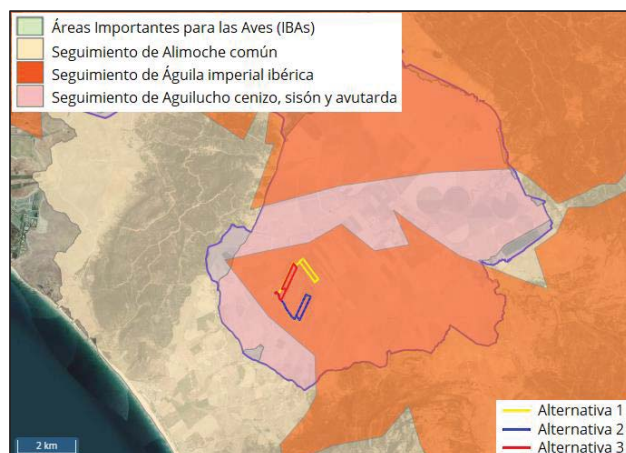 Áreas Importantes para las Aves (IBAs)
Seguimiento de Alimoche común
Seguimiento de Águila imperial ibérica
Seguimiento de Aguilucho cenizo, sisón y avutarda
2 km
Alternativa 1
Alternativa 2
Alternativa 3